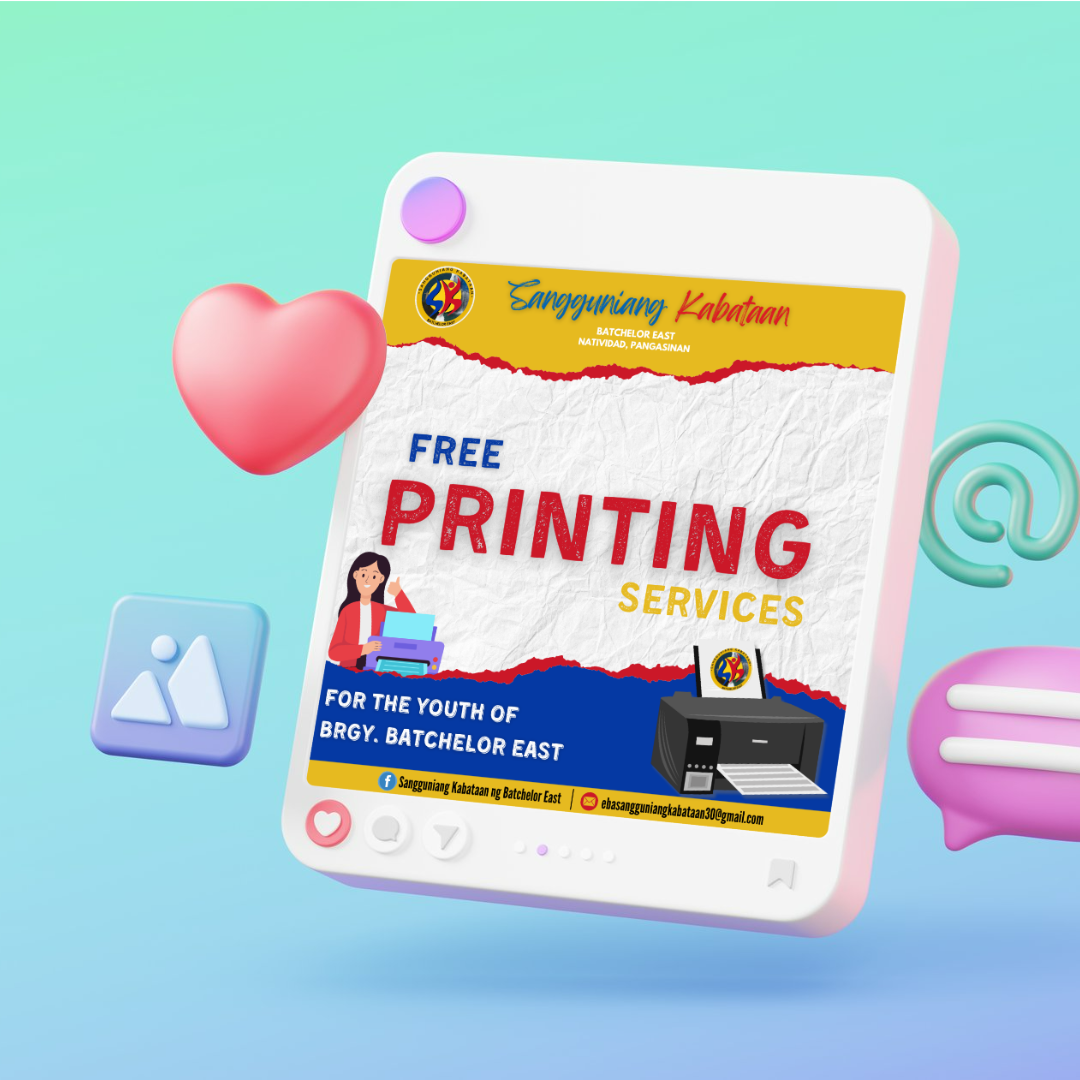 Sangguniang Kabataan
BATCHELOR EAST
NATIVIDAD, PANGASINAN
FREE
PRINTING
SERVICES
FOR THE YOUTH OF
BRGY. BATCHELOR EAST
Sangguniang Kabataan ng Batchelor East | ebasangguniangkabataan30@gmail.com